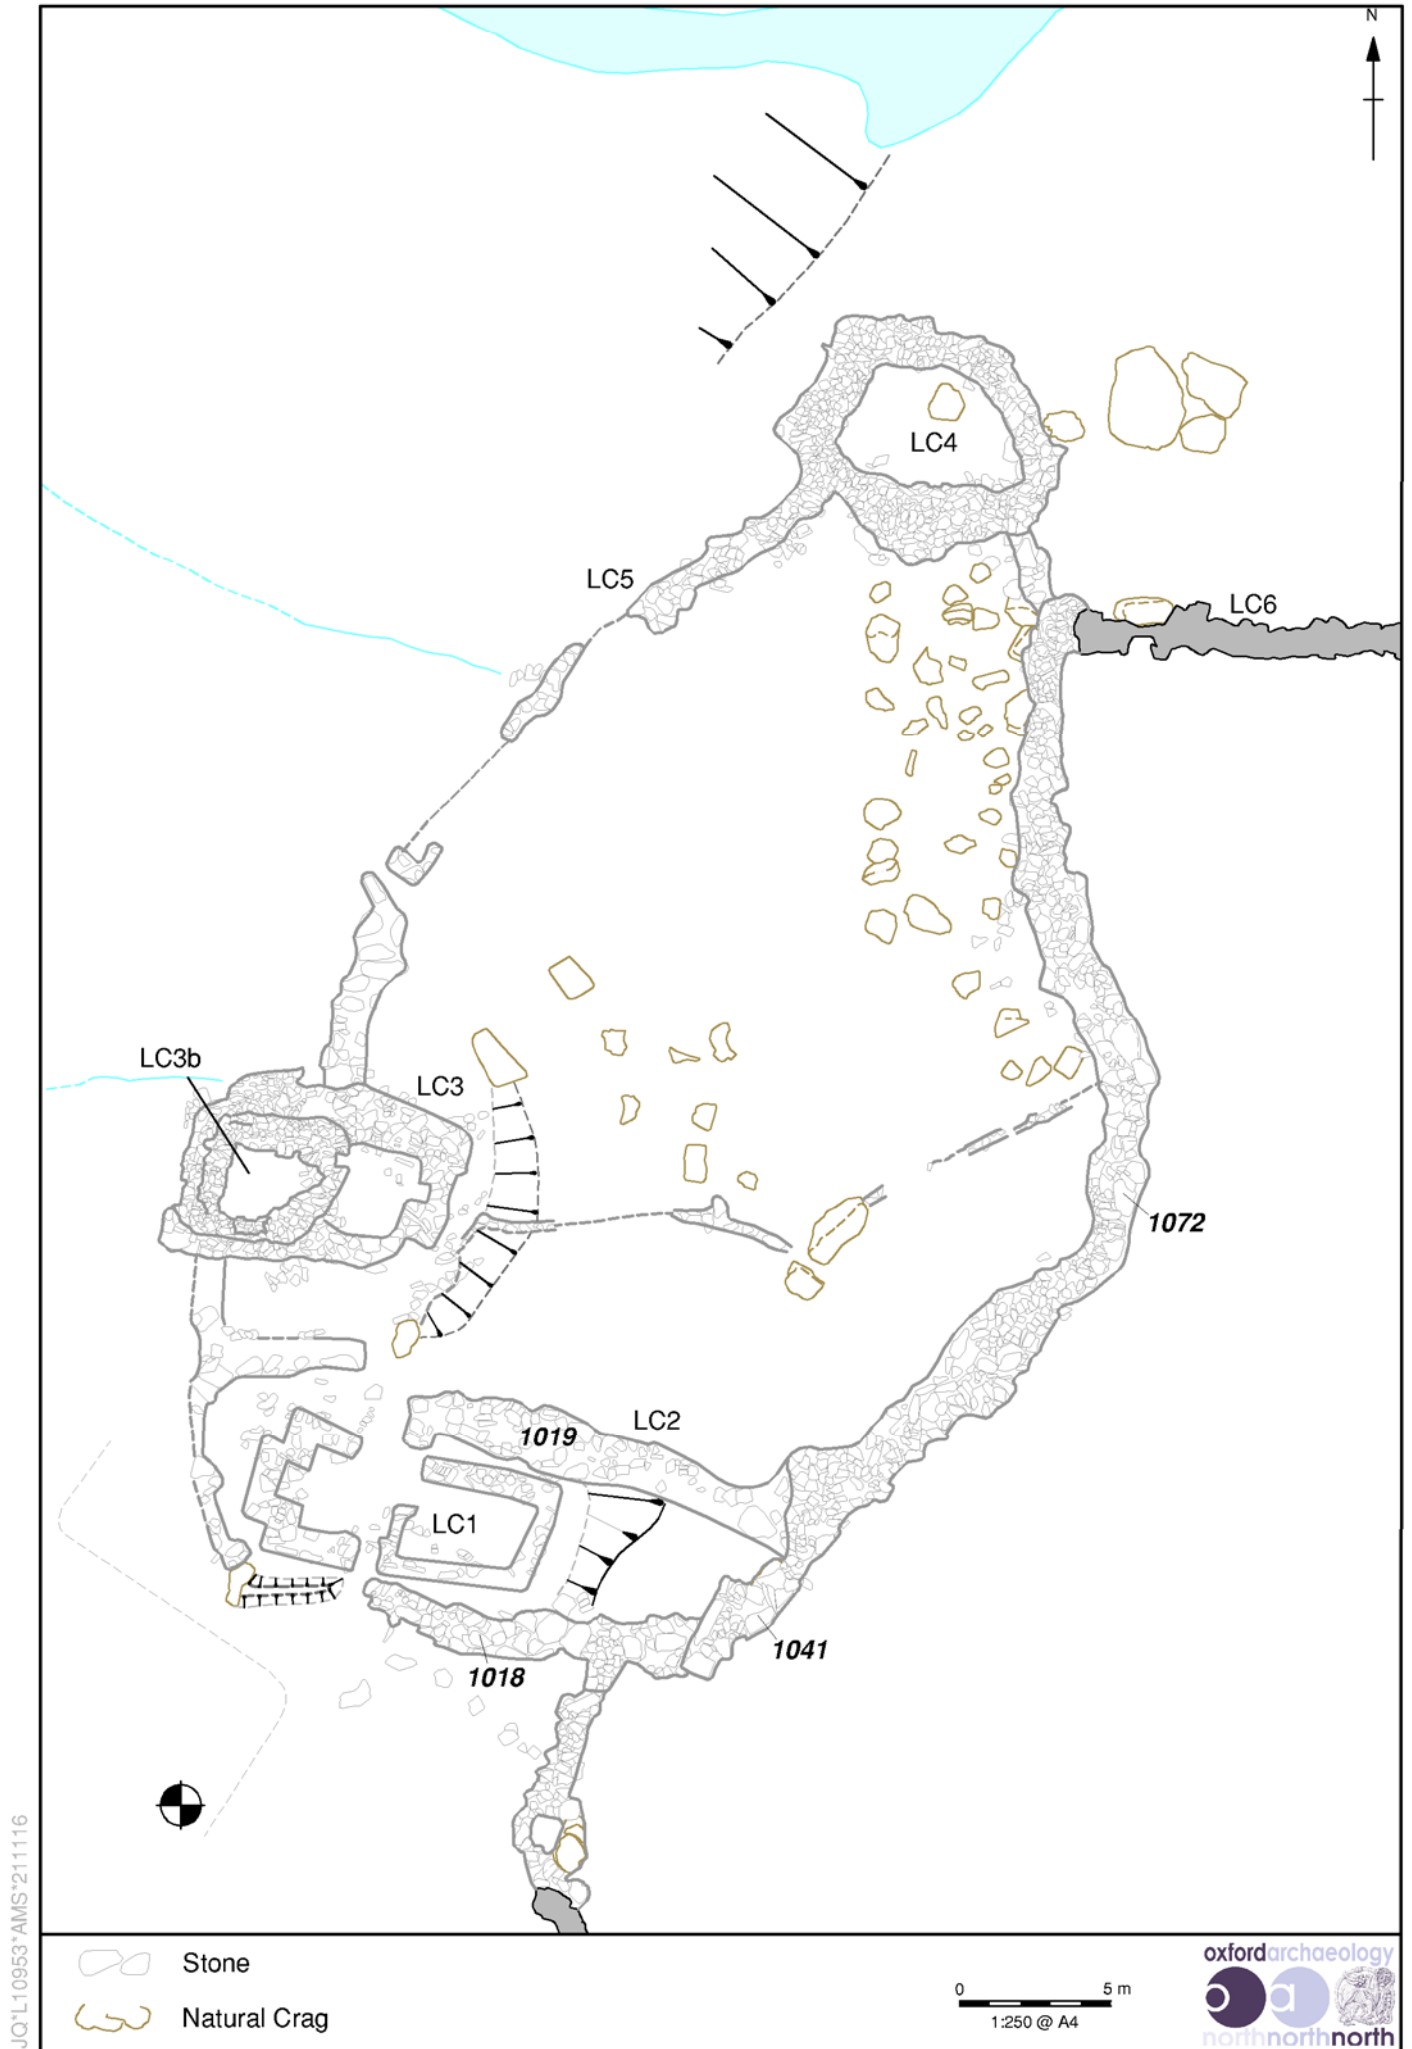 N
LC4
LC5
LC6
LC3b
LC3
1072
LC2
1019
LC1
1041
1018
JQ*L10953*AMS*211116
Stone
Natural Crag
0 5 m
1:250 @ A4
oxfordarchaeology
o a
northnorthnorth